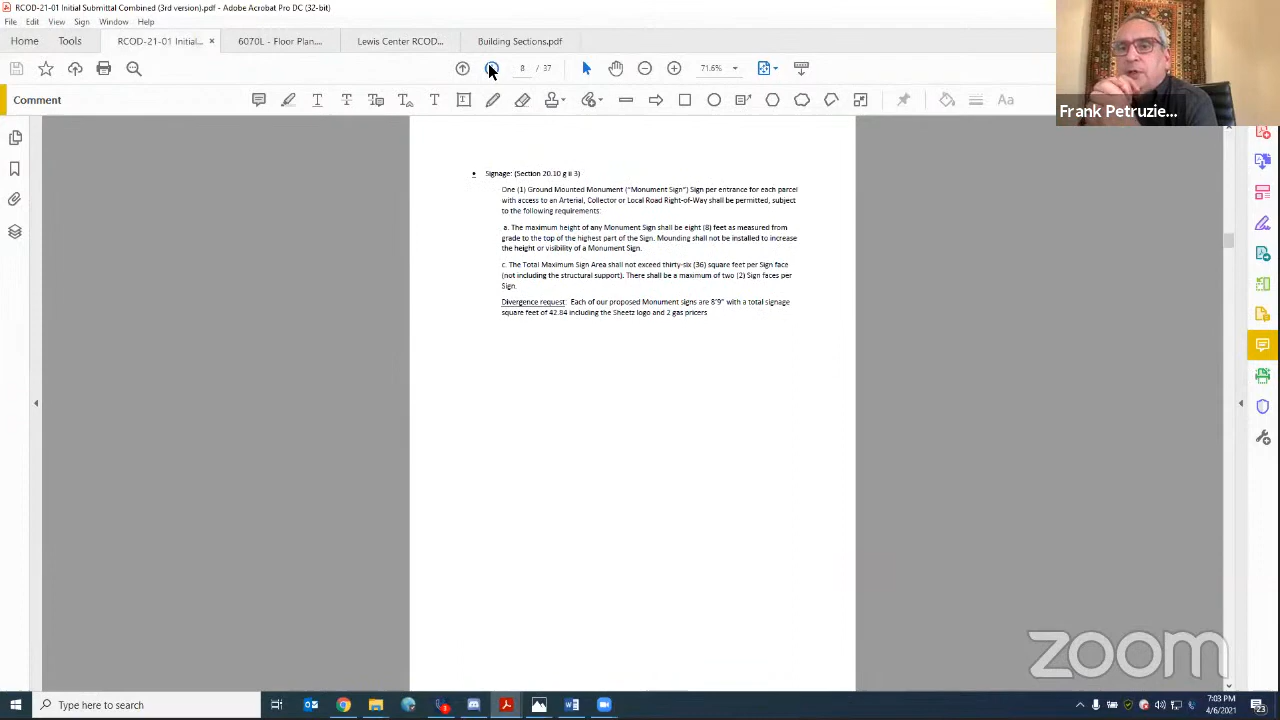 RCOD-21-01 Initial Submittal Combined (3rd version).pdf - Adobe Acrobat Pro DC (32-bit)
File Edit View Sign Window Help
Home Tools RCOD-21-01 Initial... × 6070L - Floor Plan.... Lewis Center RCOD... Building Sections.pdf
8 / 37 71.6%
Comment
Aa
Frank Petruzie...
• Signage: (Section 20.10 g ii 3)
One (1) Ground Mounted Monument ("Monument Sign") Sign per entrance for each parcel
with access to an Arterial, Collector or Local Road Right-of-Way shall be permitted, subject
to the following requirements:
a. The maximum height of any Monument Sign shall be eight (8) feet as measured from
grade to the top of the highest part of the Sign. Mounding shall not be installed to increase
the height or visibility of a Monument Sign.
c. The Total Maximum Sign Area shall not exceed thirty-six (36) square feet per Sign face
(not including the structural support). There shall be a maximum of two (2) Sign faces per
Sign.
Divergence request: Each of our proposed Monument signs are 8'9" with a total signage
square feet of 42.84 including the Sheetz logo and 2 gas pricers
zoom
Type here to search
7:03 PM
4/6/2021
23